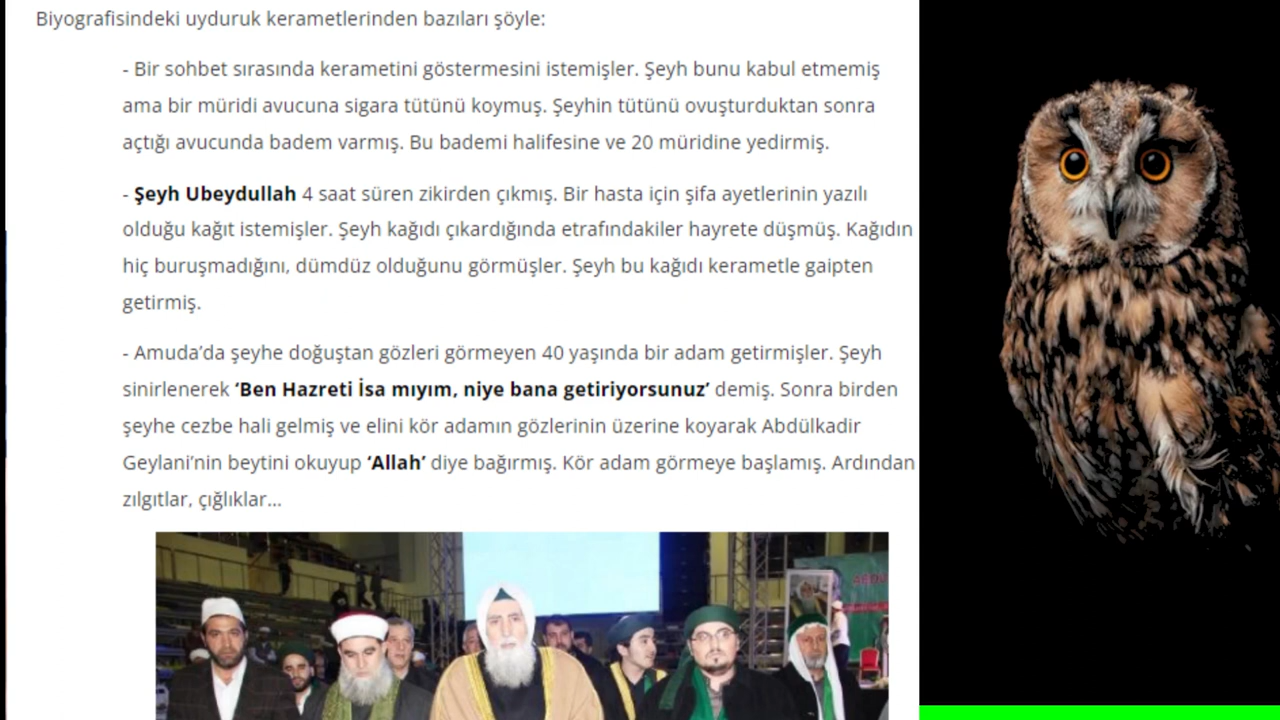 Biyografisindeki uyduruk kerametlerinden bazıları şöyle:
- Bir sohbet sırasında kerametini göstermesini istemişler. Şeyh bunu kabul etmemiş
ama bir müridi avucuna sigara tütünü koymuş. Şeyhin tütünü ovuşturduktan sonra
açtığı avucunda badem varmış. Bu bademi halifesine ve 20 müridine yedirmiş.
- Şeyh Ubeydullah 4 saat süren zikirden çıkmış. Bir hasta için şifa ayetlerinin yazılı
olduğu kağıt istemişler. Şeyh kağıdı çıkardığında etrafındakiler hayrete düşmüş. Kağıdın
hiç buruşmadığını, dümdüz olduğunu görmüşler. Şeyh bu kağıdı kerametle gaipten
getirmiş.
- Amuda’da şeyhe doğuştan gözleri görmeyen 40 yaşında bir adam getirmişler. Şeyh
sinirlenerek ‘Ben Hazreti İsa mıyım, niye bana getiriyorsunuz’ demiş. Sonra birden
şeyhe cezbe hali gelmiş ve elini kör adamın gözlerinin üzerine koyarak Abdülkadir
Geylani’nin beytini okuyup ‘Allah’ diye bağırmış. Kör adam görmeye başlamış. Ardından
zılgıtlar, çığlıklar...